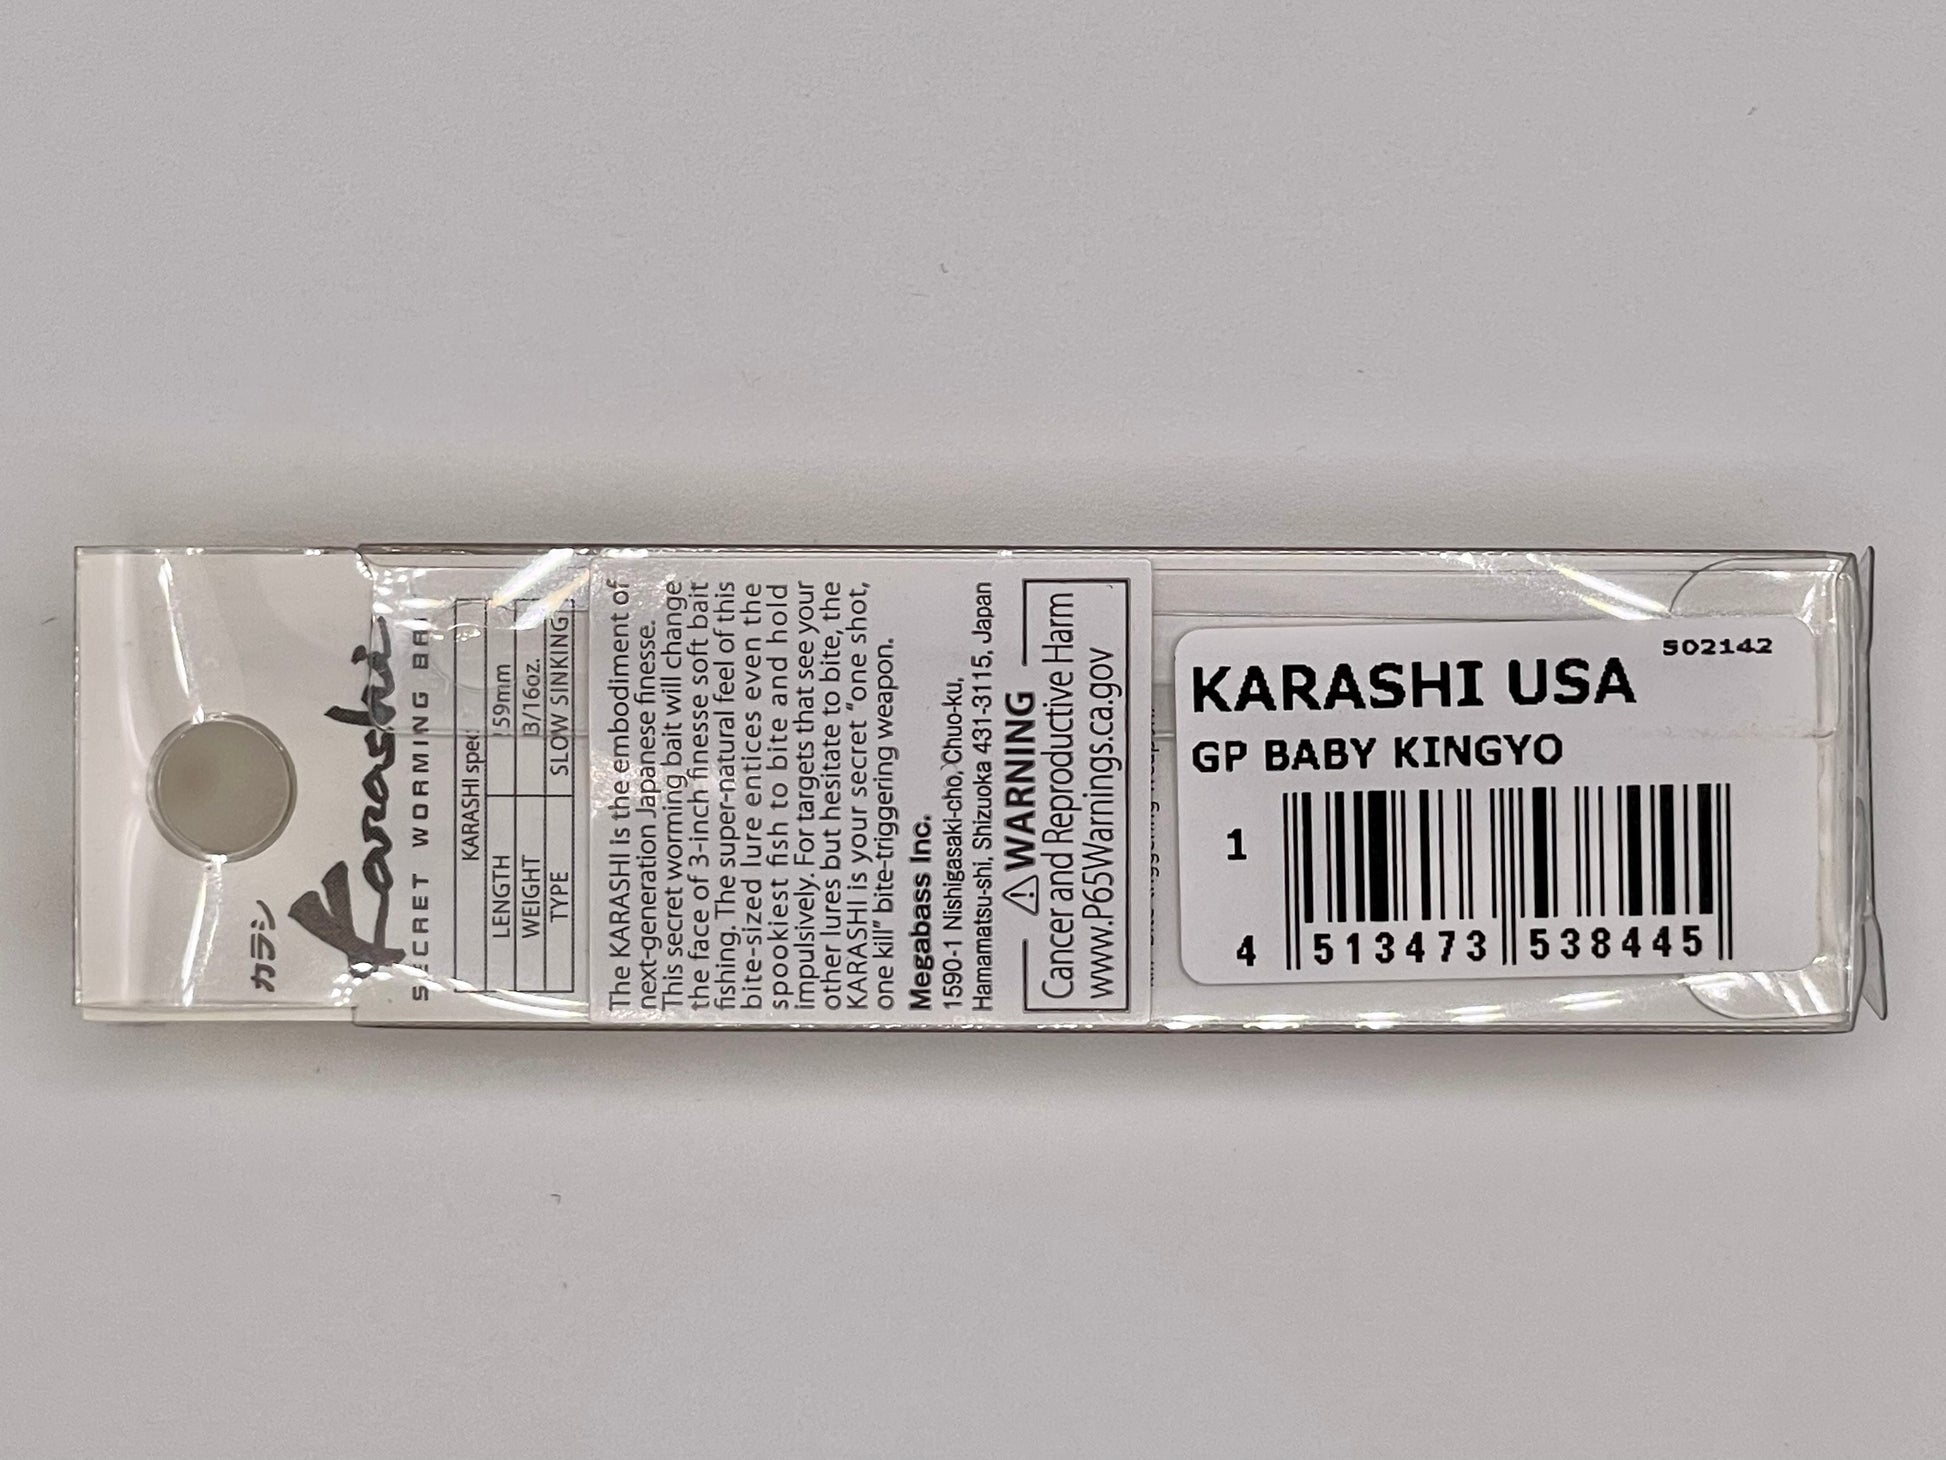 カラシ
Karashi
SECRET WORMING BAI
KARASHI spec
LENGTH 59mm
WEIGHT 3/16oz.
TYPE SLOW SINKING
The KARASHI is the embodiment of
next-generation Japanese finesse.
This secret worming bait will change
the face of 3-inch finesse soft bait
fishing. The super-natural feel of this
bite-sized lure entices even the
spookiest fish to bite and hold
impulsively. For targets that see your
other lures but hesitate to bite, the
KARASHI is your secret "one shot,
one kill" bite-triggering weapon.
Megabass Inc.
1590-1 Nishigasaki-cho, Chuo-ku,
Hamamatsu-shi, Shizuoka 431-3115, Japan
⚠WARNING
Cancer and Reproductive Harm
www.P65Warnings.ca.gov
S02142
KARASHI USA
GP BABY KINGYO
1
4 513473 538445